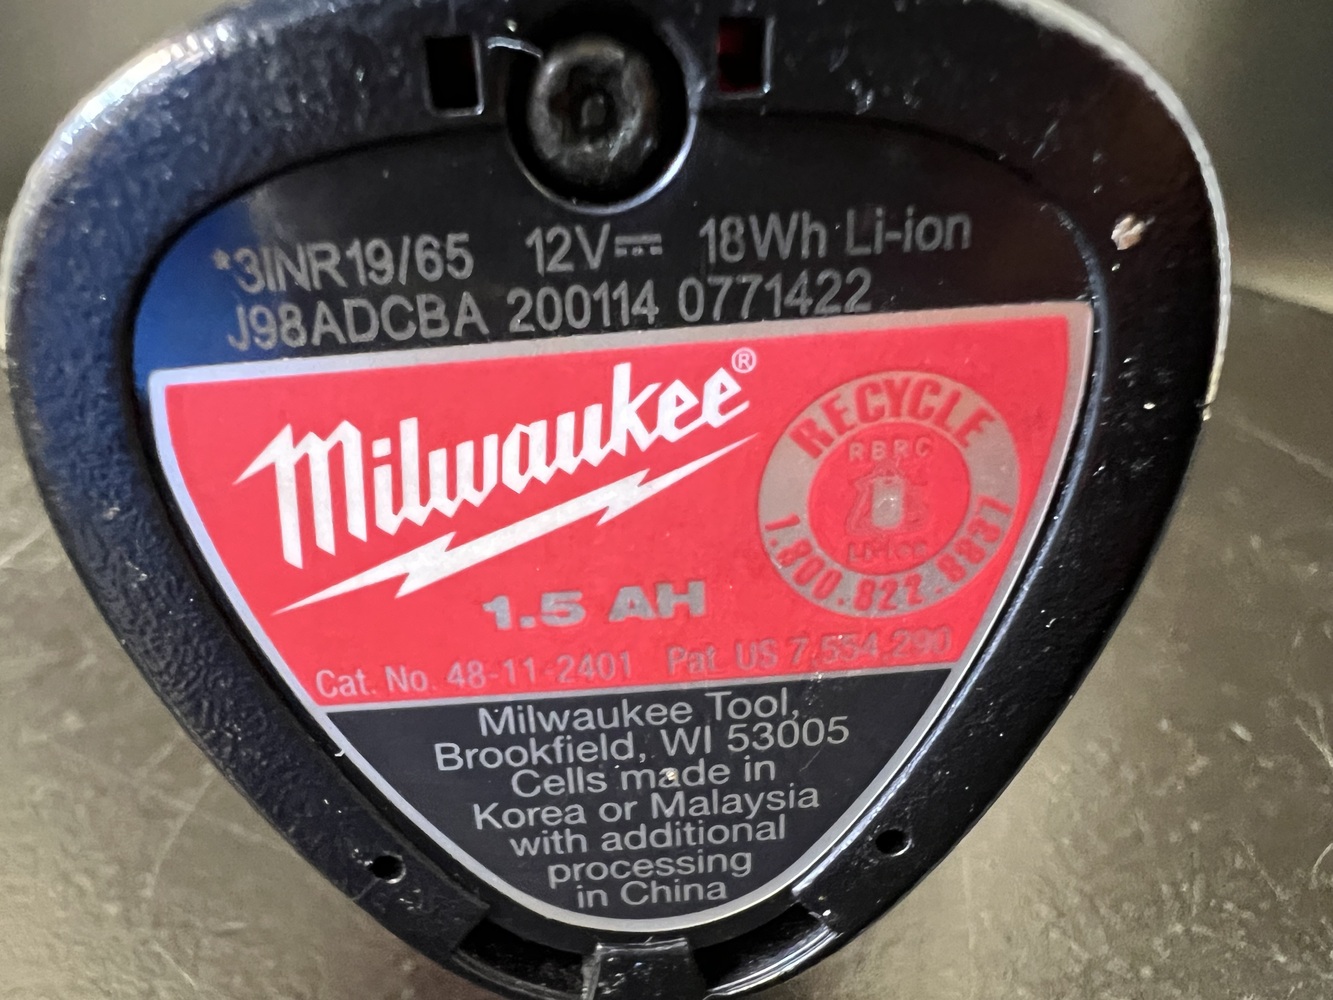 *3INR19/65 12V⎓ 18Wh Li-ion
J98ADCBA 200114 0771422
Milwaukee®
RECYCLE
RBRC
Li-ion
1.800.822.8837
1.5 AH
Cat. No. 48-11-2401 Pat. US 7,554,290
Milwaukee Tool,
Brookfield, WI 53005
Cells made in
Korea or Malaysia
with additional
processing
in China